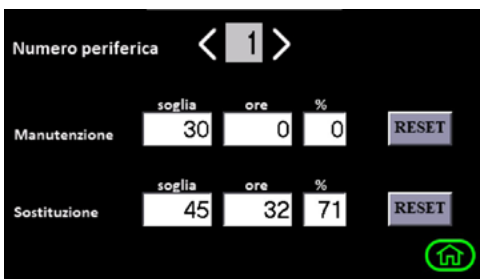 Numero periferica < 1 >
soglia ore %
Manutenzione 30 0 0 RESET
soglia ore %
Sostituzione 45 32 71 RESET